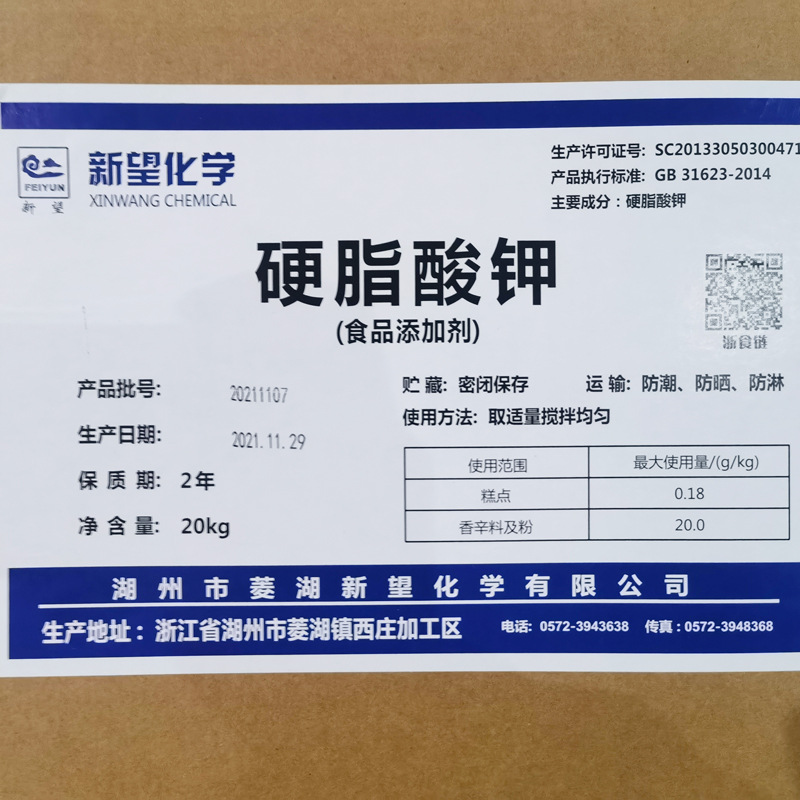 FEIYUN
新望
新望化学
XINWANG CHEMICAL
生产许可证号: SC20133050300471
产品执行标准: GB 31623-2014
主要成分：硬脂酸钾
硬脂酸钾
(食品添加剂)
浙食链
产品批号: 20211107
生产日期: 2021.11.29
保质期: 2年
净含量: 20kg
贮藏: 密闭保存 运输: 防潮、防晒、防淋
使用方法: 取适量搅拌均匀
使用范围 最大使用量/(g/kg)
糕点 0.18
香辛料及粉 20.0
湖州市菱湖新望化学有限公司
生产地址：浙江省湖州市菱湖镇西庄加工区 电话: 0572-3943638 传真：0572-3948368